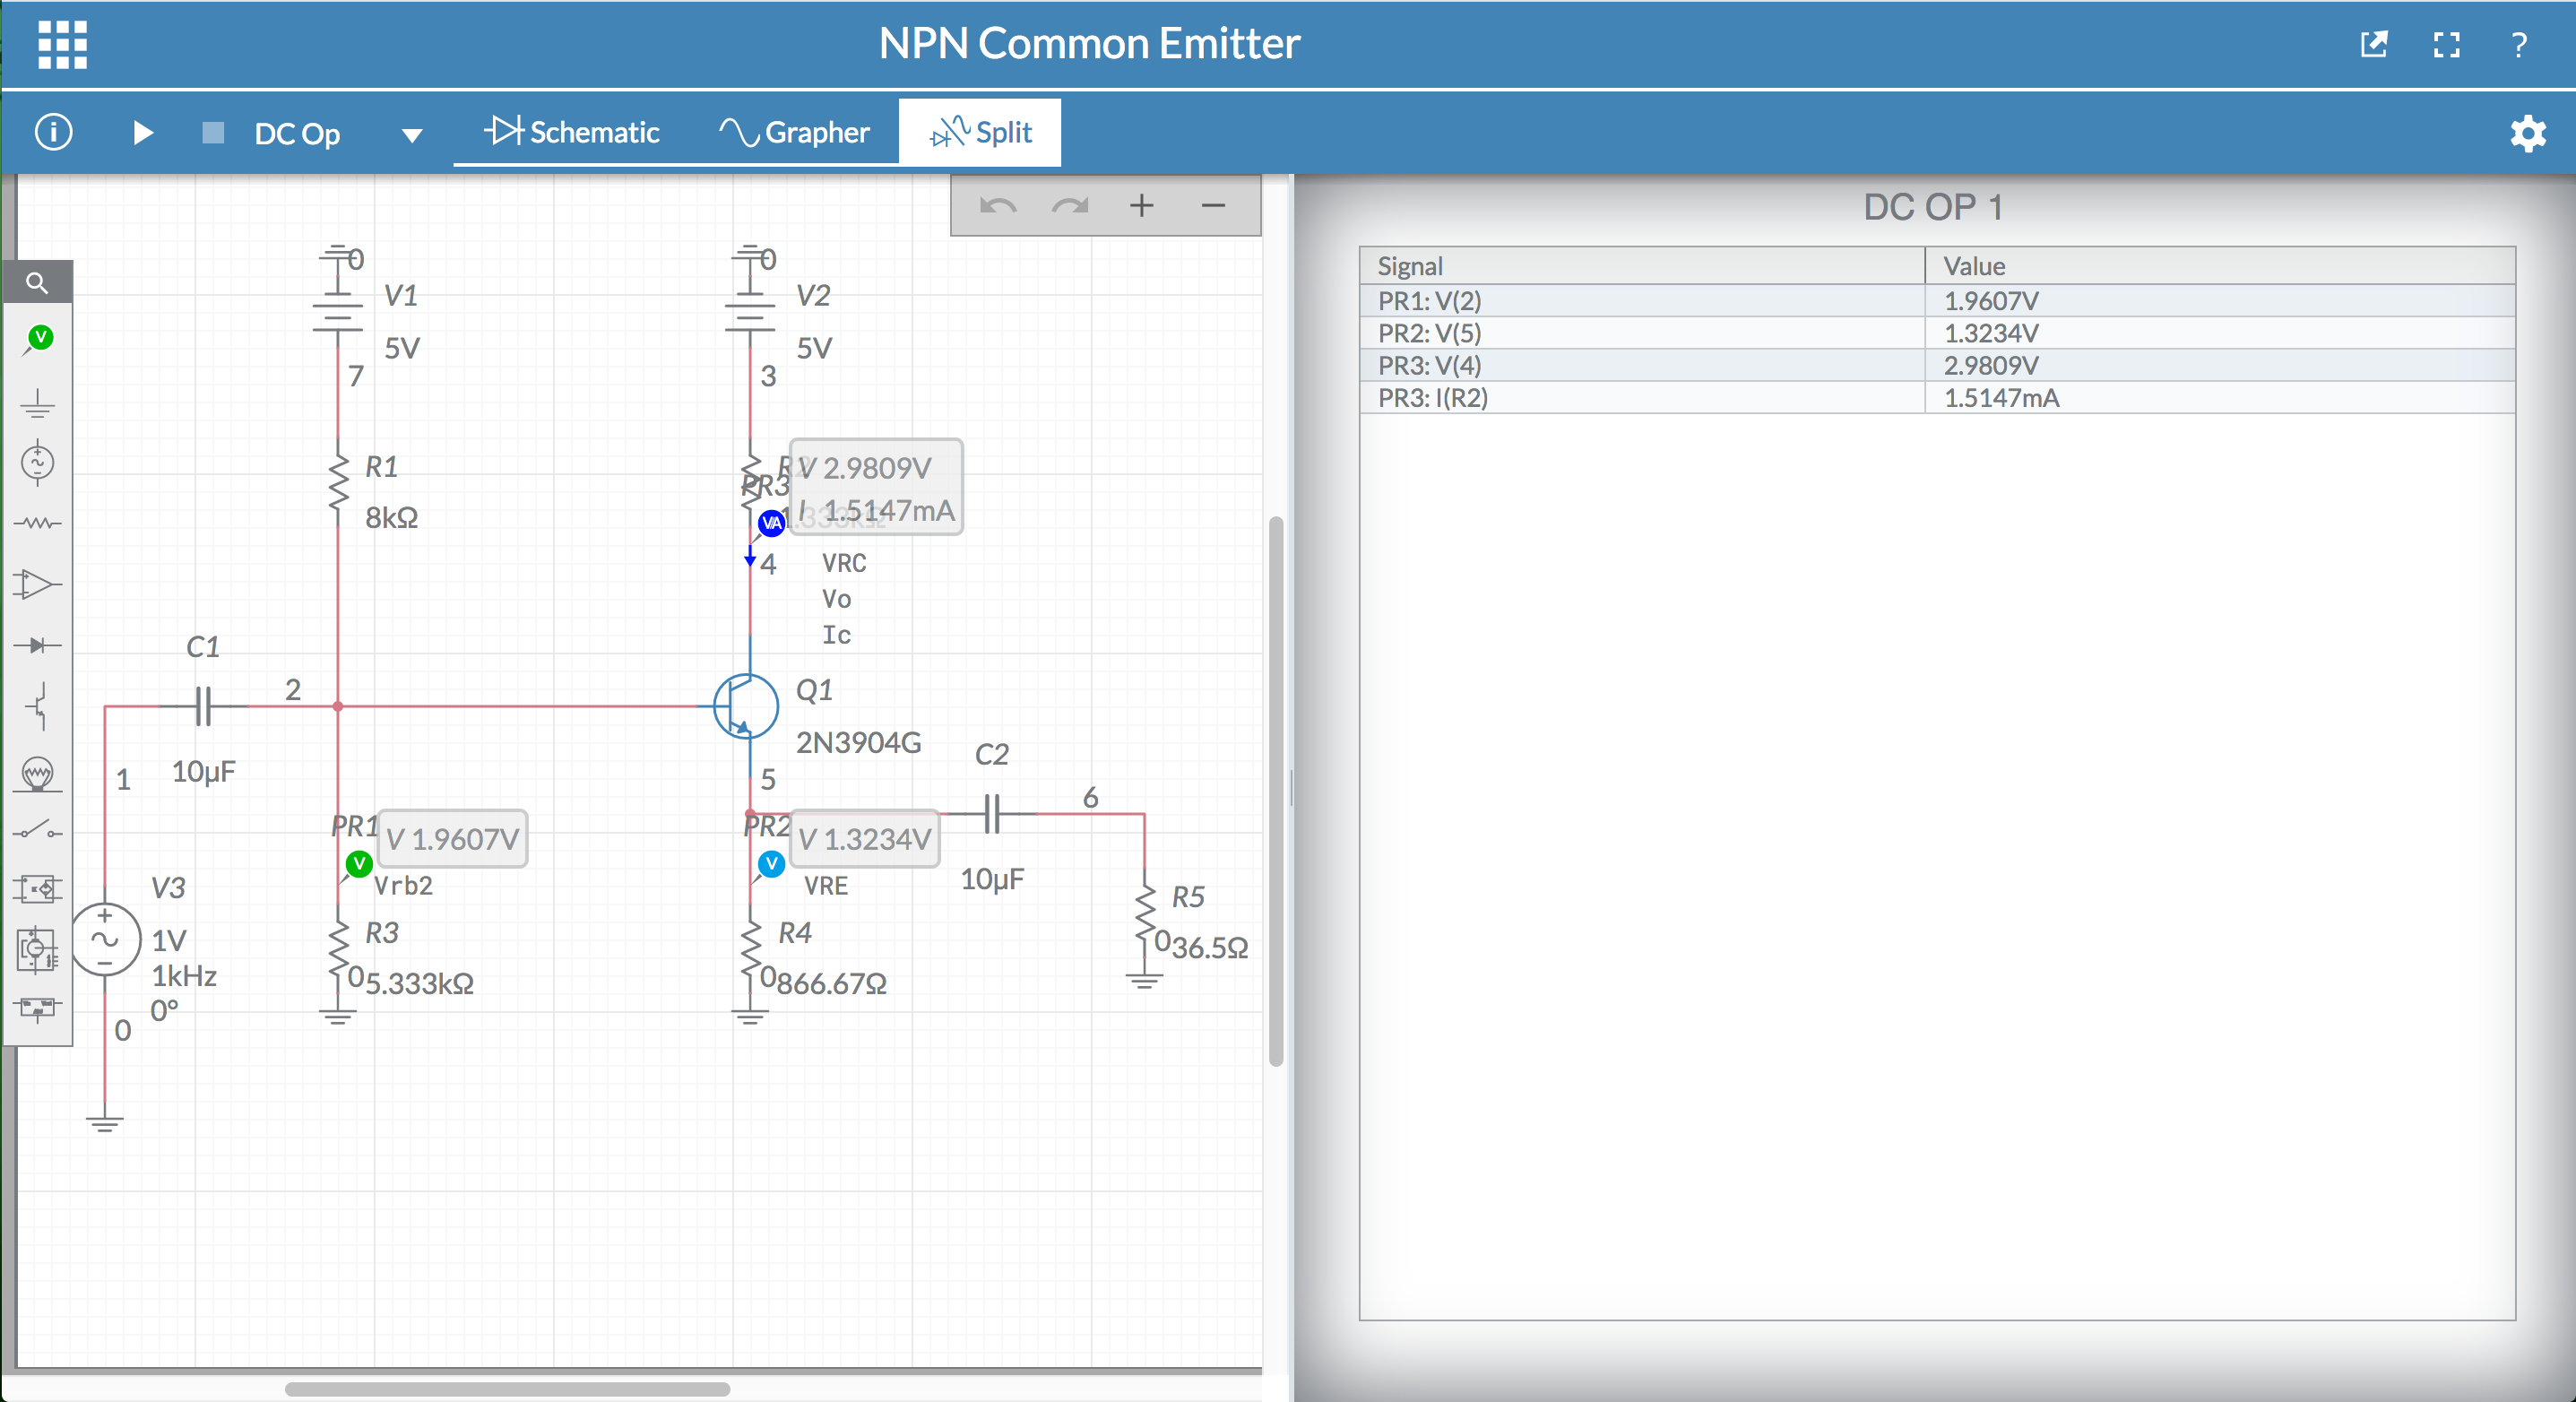 NPN Common Emitter
?
i
DC Op
Schematic
Grapher
Split
+ −
DC OP 1
Signal Value
PR1: V(2) 1.9607V
PR2: V(5) 1.3234V
PR3: V(4) 2.9809V
PR3: I(R2) 1.5147mA
V
0
V1
5V
7
0
V2
5V
3
R1
8kΩ
R2
PR3
V 2.9809V
I 1.5147mA
VA
4
VRC
Vo
Ic
C1
10µF
2
1
Q1
2N3904G
5
C2
10µF
6
PR1
V 1.9607V
V
Vrb2
PR2
V 1.3234V
V
VRE
V3
1V
1kHz
0°
0
R3
0
5.333kΩ
R4
0
866.67Ω
R5
0
36.5Ω